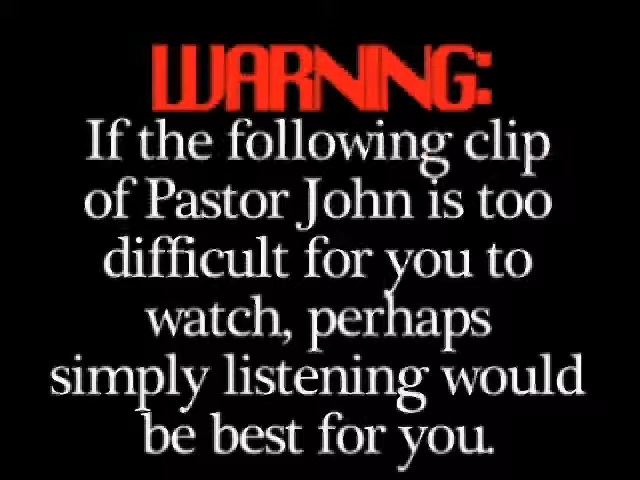 WARNING:
If the following clip
of Pastor John is too
difficult for you to
watch, perhaps
simply listening would
be best for you.